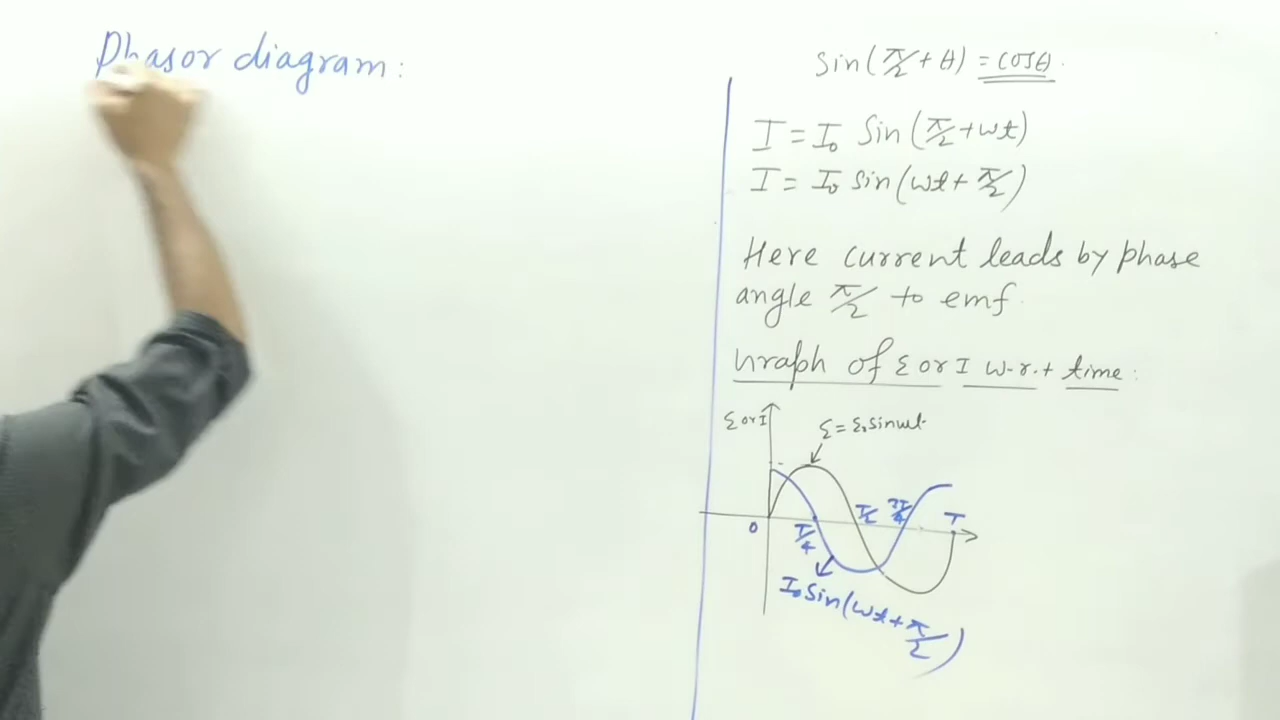 Phasor diagram:
sin(π/2 + θ) = cosθ
I = I₀ Sin(π/2 + ωt)
I = I₀ sin(ωt + π/2)
Here current leads by phase
angle π/2 to emf.
Graph of Ɛ or I w.r.t time:
Ɛ or I
Ɛ = Ɛ₀ sinωt
0
T/4
T/2
3T/4
T
I₀ Sin(ωt + π/2)